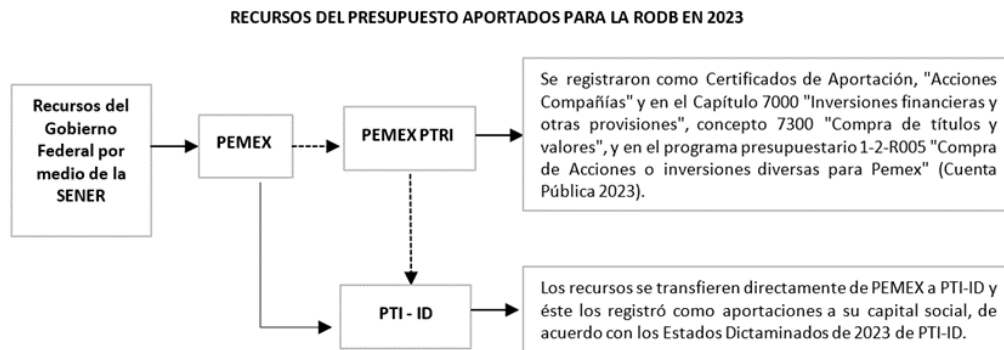 RECURSOS DEL PRESUPUESTO APORTADOS PARA LA RODB EN 2023
Recursos del
Gobierno
Federal por
medio de la
SENER
PEMEX
PEMEX PTRI
Se registraron como Certificados de Aportación, "Acciones
Compañías" y en el Capítulo 7000 "Inversiones financieras y
otras provisiones", concepto 7300 "Compra de títulos y
valores", y en el programa presupuestario 1-2-R005 "Compra
de Acciones o inversiones diversas para Pemex" (Cuenta
Pública 2023).
PTI - ID
Los recursos se transfieren directamente de PEMEX a PTI-ID y
éste los registró como aportaciones a su capital social, de
acuerdo con los Estados Dictaminados de 2023 de PTI-ID.